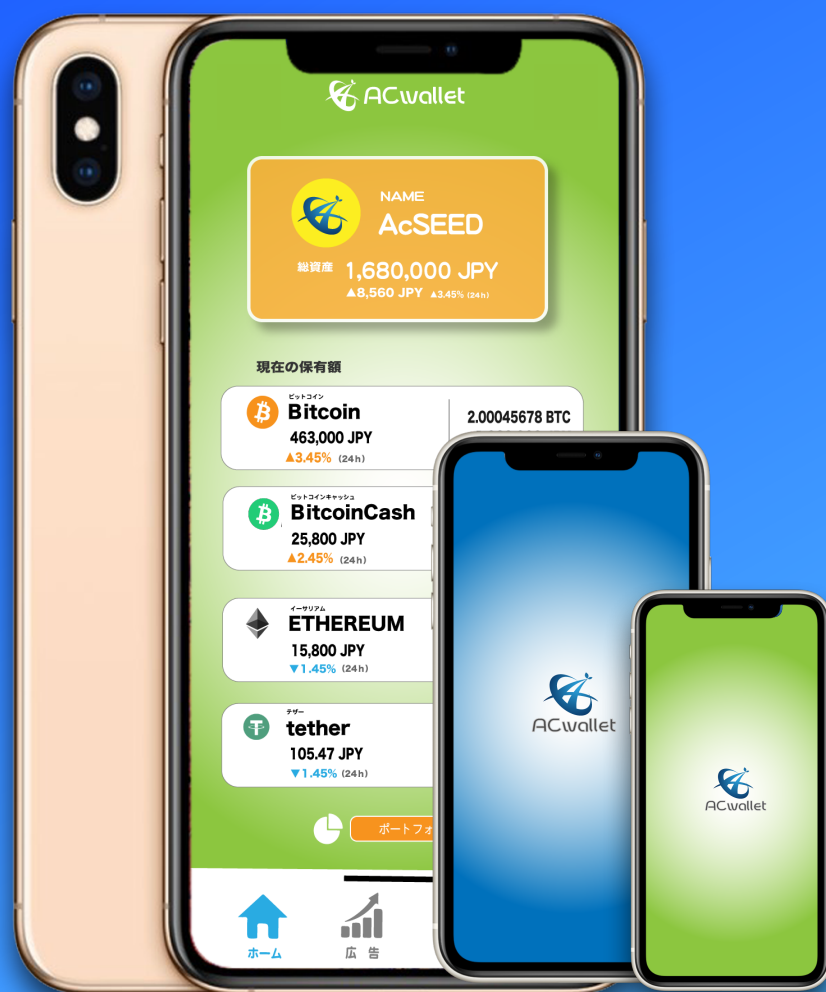 ACwallet
NAME
AcSEED
総資産 1,680,000 JPY
▲8,560 JPY ▲3.45% (24h)
現在の保有額
ビットコイン
Bitcoin
463,000 JPY
▲3.45% (24h)
2.00045678 BTC
ビットコインキャッシュ
BitcoinCash
25,800 JPY
▲2.45% (24h)
イーサリアム
ETHEREUM
15,800 JPY
▼1.45% (24h)
テザー
tether
105.47 JPY
▼1.45% (24h)
ポートフォ
ホーム
広告
ACwallet
ACwallet